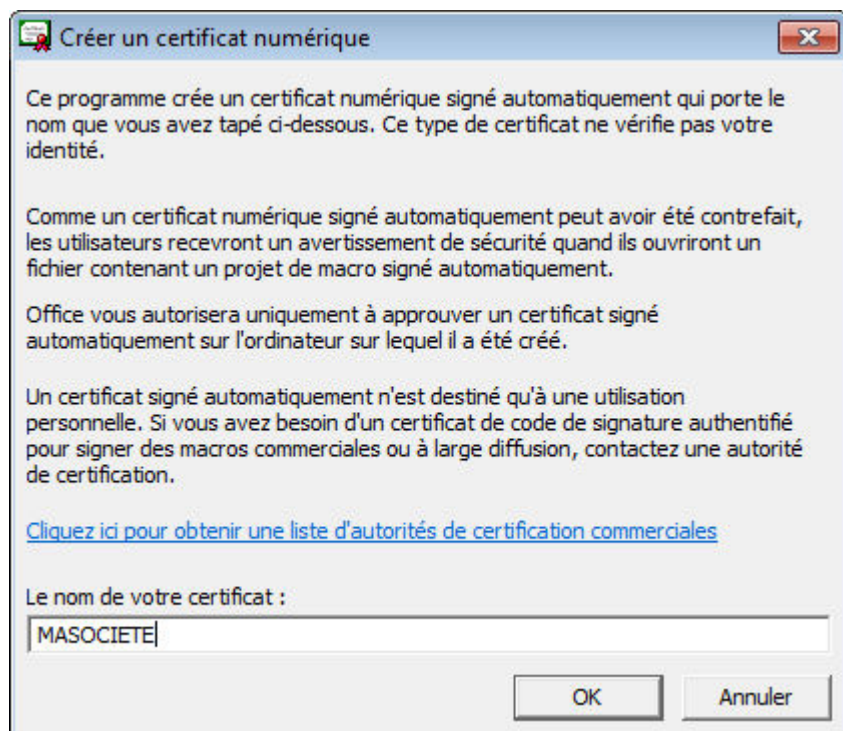 Créer un certificat numérique
Ce programme crée un certificat numérique signé automatiquement qui porte le
nom que vous avez tapé ci-dessous. Ce type de certificat ne vérifie pas votre
identité.
Comme un certificat numérique signé automatiquement peut avoir été contrefait,
les utilisateurs recevront un avertissement de sécurité quand ils ouvriront un
fichier contenant un projet de macro signé automatiquement.
Office vous autorisera uniquement à approuver un certificat signé
automatiquement sur l'ordinateur sur lequel il a été créé.
Un certificat signé automatiquement n'est destiné qu'à une utilisation
personnelle. Si vous avez besoin d'un certificat de code de signature authentifié
pour signer des macros commerciales ou à large diffusion, contactez une autorité
de certification.
Cliquez ici pour obtenir une liste d'autorités de certification commerciales
Le nom de votre certificat :
MASOCIETE
OK Annuler